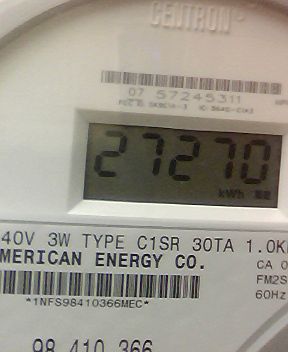 CENTRON
07 57245311
27270
kWh
40V 3W TYPE C1SR 30TA 1.0K
MERICAN ENERGY CO.
CA 0
FM2S
60Hz
*1NFS98410366MEC*
98 410 366